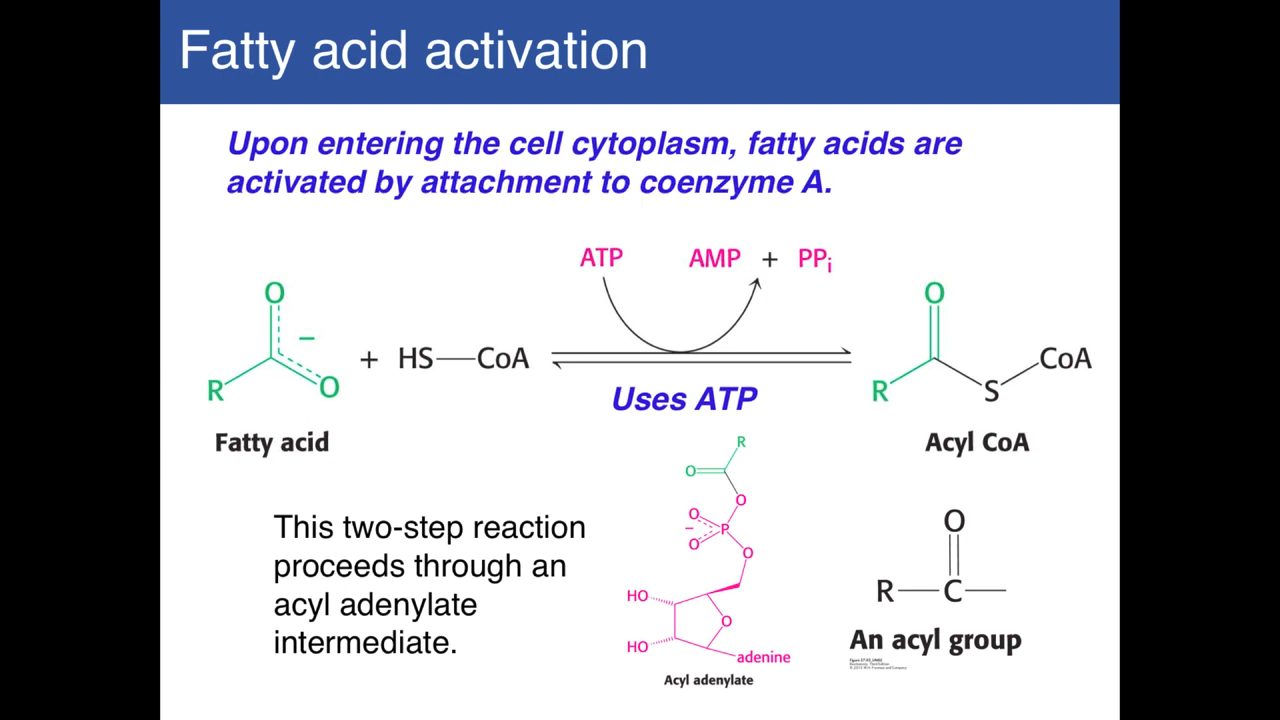 Fatty acid activation
Upon entering the cell cytoplasm, fatty acids are
activated by attachment to coenzyme A.
ATP AMP + PPi
O
–
R O
+ HS—CoA
Uses ATP
O
R S CoA
Fatty acid
Acyl CoA
This two-step reaction
proceeds through an
acyl adenylate
intermediate.
R
O
O
O
– P
O O
HO
O
HO
adenine
Acyl adenylate
O
R—C—
An acyl group